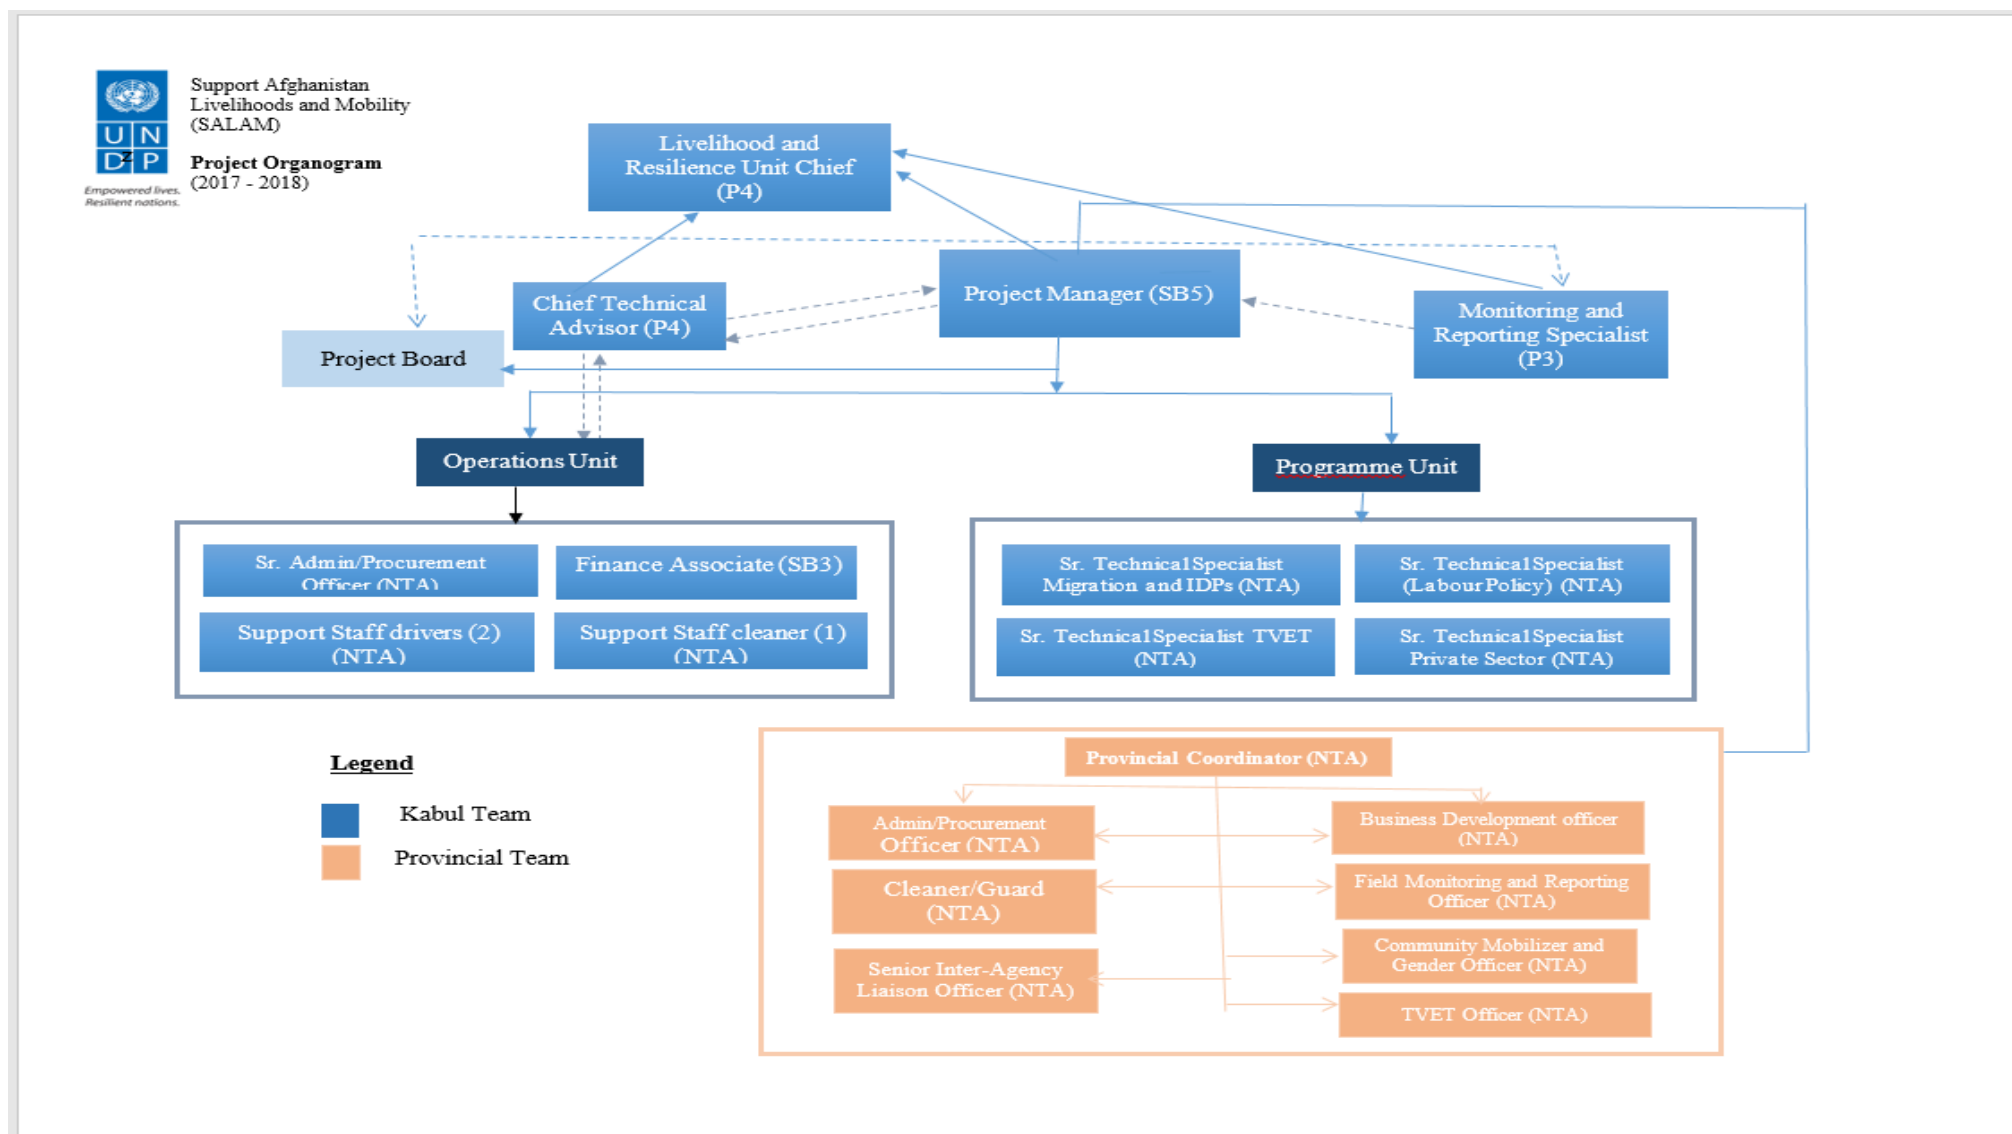 Support Afghanistan
Livelihoods and Mobility
(SALAM)
Project Organogram
(2017 - 2018)
UN
DP
z
Empowered lives.
Resilient nations.
Livelihood and
Resilience Unit Chief
(P4)
Chief Technical
Advisor (P4)
Project Manager (SB5)
Monitoring and
Reporting Specialist
(P3)
Project Board
Operations Unit
Programme Unit
Sr. Admin/Procurement
Officer (NTA)
Finance Associate (SB3)
Support Staff drivers (2)
(NTA)
Support Staff cleaner (1)
(NTA)
Sr. Technical Specialist
Migration and IDPs (NTA)
Sr. Technical Specialist
(Labour Policy) (NTA)
Sr. Technical Specialist TVET
(NTA)
Sr. Technical Specialist
Private Sector (NTA)
Legend
Kabul Team
Provincial Team
Provincial Coordinator (NTA)
Admin/Procurement
Officer (NTA)
Business Development officer
(NTA)
Cleaner/Guard
(NTA)
Field Monitoring and Reporting
Officer (NTA)
Senior Inter-Agency
Liaison Officer (NTA)
Community Mobilizer and
Gender Officer (NTA)
TVET Officer (NTA)